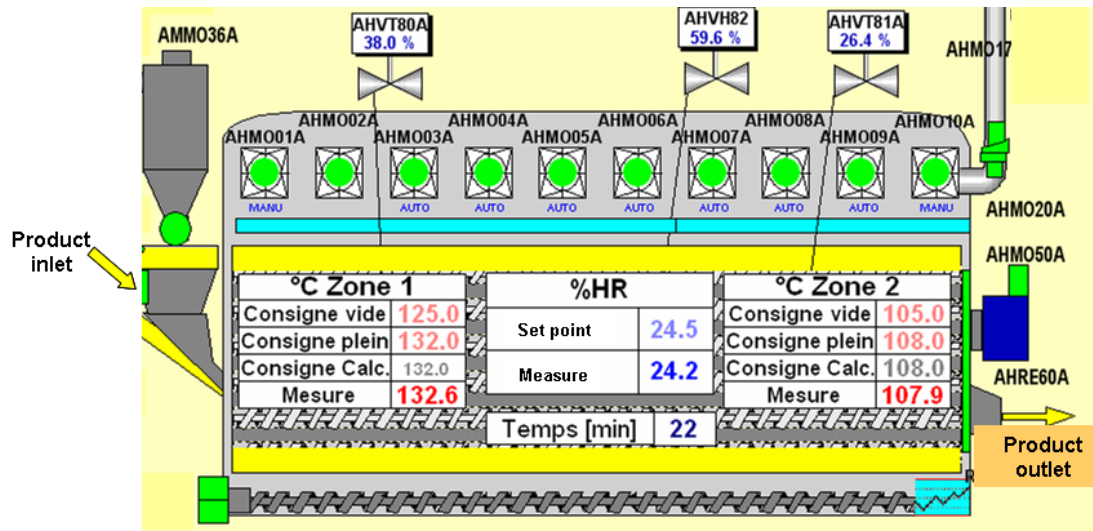 AMMO36A
AHVT80A
38.0 %
AHVH82
59.6 %
AHVT81A
26.4 %
AHMO17
AHMO01A
AHMO02A
AHMO03A
AHMO04A
AHMO05A
AHMO06A
AHMO07A
AHMO08A
AHMO09A
AHMO10A
MANU
AUTO
AUTO
AUTO
AUTO
AUTO
AUTO
AUTO
MANU
AHMO20A
AHMO50A
AHRE60A
Product
inlet
°C Zone 1
Consigne vide 125.0
Consigne plein 132.0
Consigne Calc. 132.0
Mesure 132.6
%HR
Set point 24.5
Measure 24.2
°C Zone 2
Consigne vide 105.0
Consigne plein 108.0
Consigne Calc. 108.0
Mesure 107.9
Temps [min] 22
Product
outlet
R